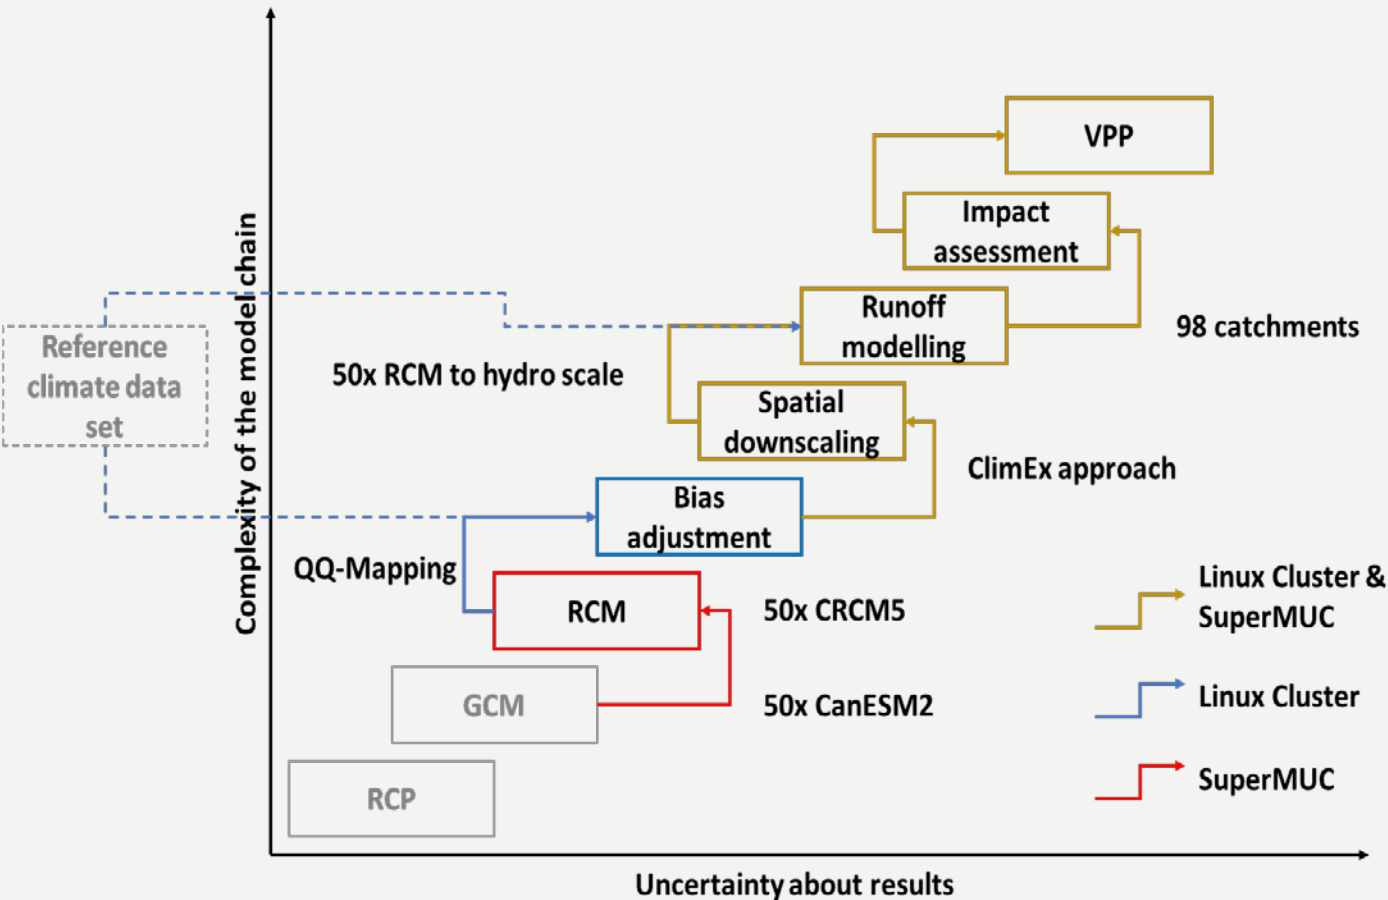 VPP
Impact
assessment
Runoff
modelling
98 catchments
Reference
climate data
set
50x RCM to hydro scale
Spatial
downscaling
ClimEx approach
Bias
adjustment
QQ-Mapping
RCM
50x CRCM5
GCM
50x CanESM2
RCP
Linux Cluster &
SuperMUC
Linux Cluster
SuperMUC
Complexity of the model chain
Uncertainty about results